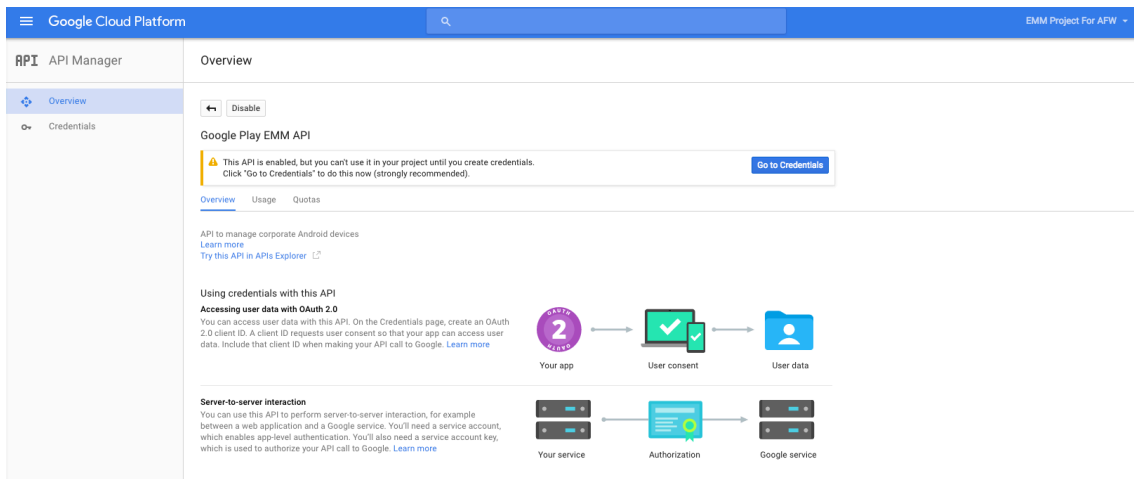 Google Cloud Platform
EMM Project For AFW
API API Manager
Overview
Overview
Credentials
Disable
Google Play EMM API
This API is enabled, but you can't use it in your project until you create credentials.
Click "Go to Credentials" to do this now (strongly recommended).
Go to Credentials
Overview Usage Quotas
API to manage corporate Android devices
Learn more
Try this API in APIs Explorer
Using credentials with this API
Accessing user data with OAuth 2.0
You can access user data with this API. On the Credentials page, create an OAuth
2.0 client ID. A client ID requests user consent so that your app can access user
data. Include that client ID when making your API call to Google. Learn more
OAUTH
2
OAUTH
Your app
User consent
User data
Server-to-server interaction
You can use this API to perform server-to-server interaction, for example
between a web application and a Google service. You'll need a service account,
which enables app-level authentication. You'll also need a service account key,
which is used to authorize your API call to Google. Learn more
Your service
Authorization
Google service